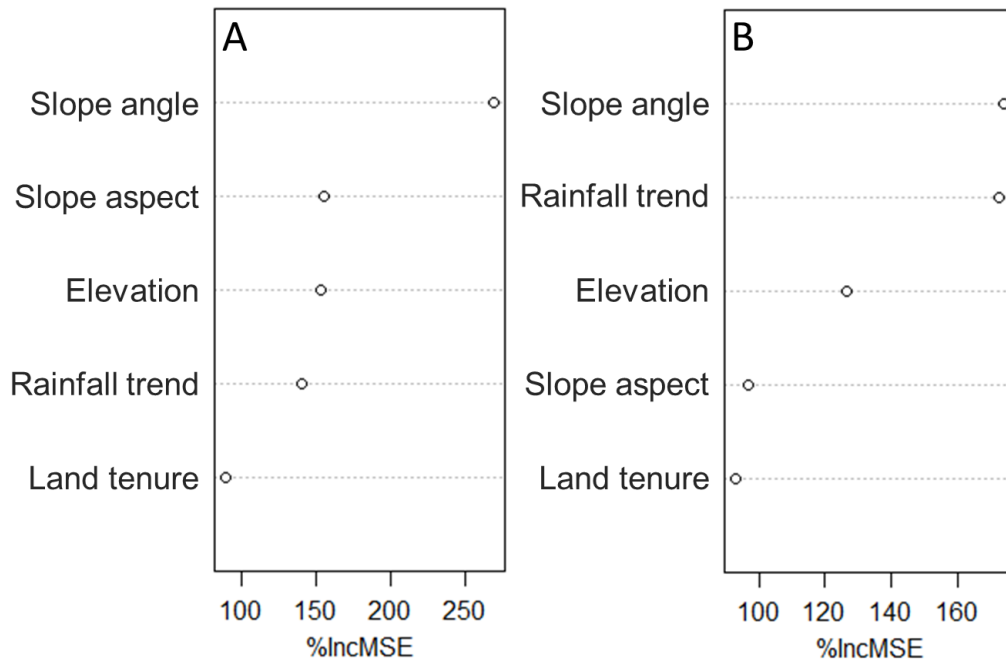 A
Slope angle
Slope aspect
Elevation
Rainfall trend
Land tenure
100 150 200 250
%IncMSE
B
Slope angle
Rainfall trend
Elevation
Slope aspect
Land tenure
100 120 140 160
%IncMSE